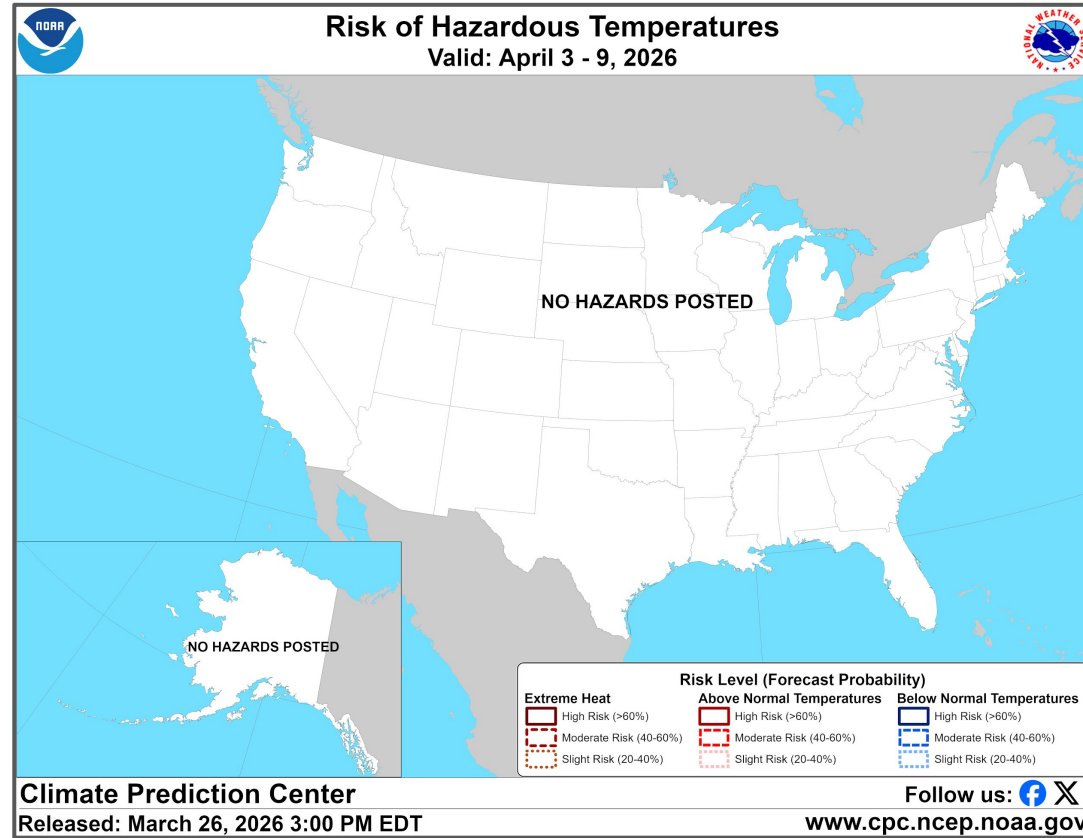 NOAA
Risk of Hazardous Temperatures
Valid: April 3 - 9, 2026
NATIONAL WEATHER SERVICE
NO HAZARDS POSTED
NO HAZARDS POSTED
Risk Level (Forecast Probability)
Extreme Heat
High Risk (>60%)
Moderate Risk (40-60%)
Slight Risk (20-40%)
Above Normal Temperatures
High Risk (>60%)
Moderate Risk (40-60%)
Slight Risk (20-40%)
Below Normal Temperatures
High Risk (>60%)
Moderate Risk (40-60%)
Slight Risk (20-40%)
Climate Prediction Center
Follow us:
Released: March 26, 2026 3:00 PM EDT
www.cpc.ncep.noaa.gov